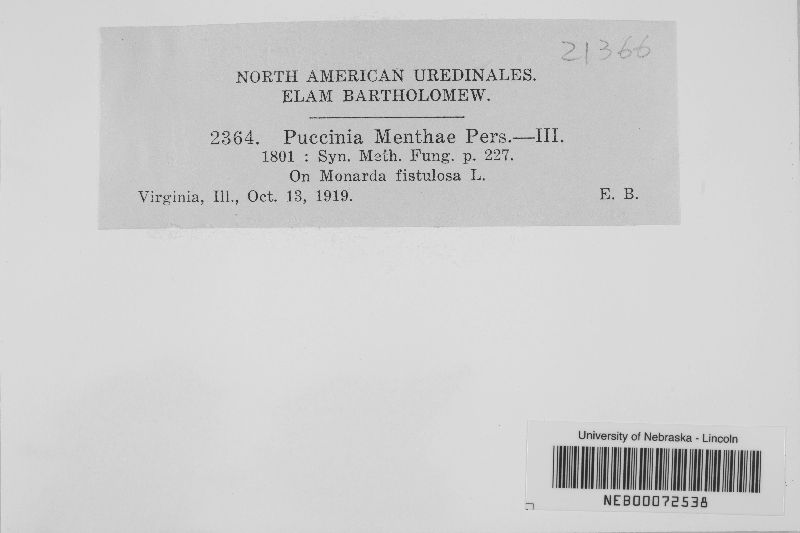 21366
NORTH AMERICAN UREDINALES.
ELAM BARTHOLOMEW.
2364. Puccinia Menthae Pers.—III.
1801 : Syn. Meth. Fung. p. 227.
On Monarda fistulosa L.
Virginia, Ill., Oct. 13, 1919. E. B.
University of Nebraska - Lincoln
NEB00072538